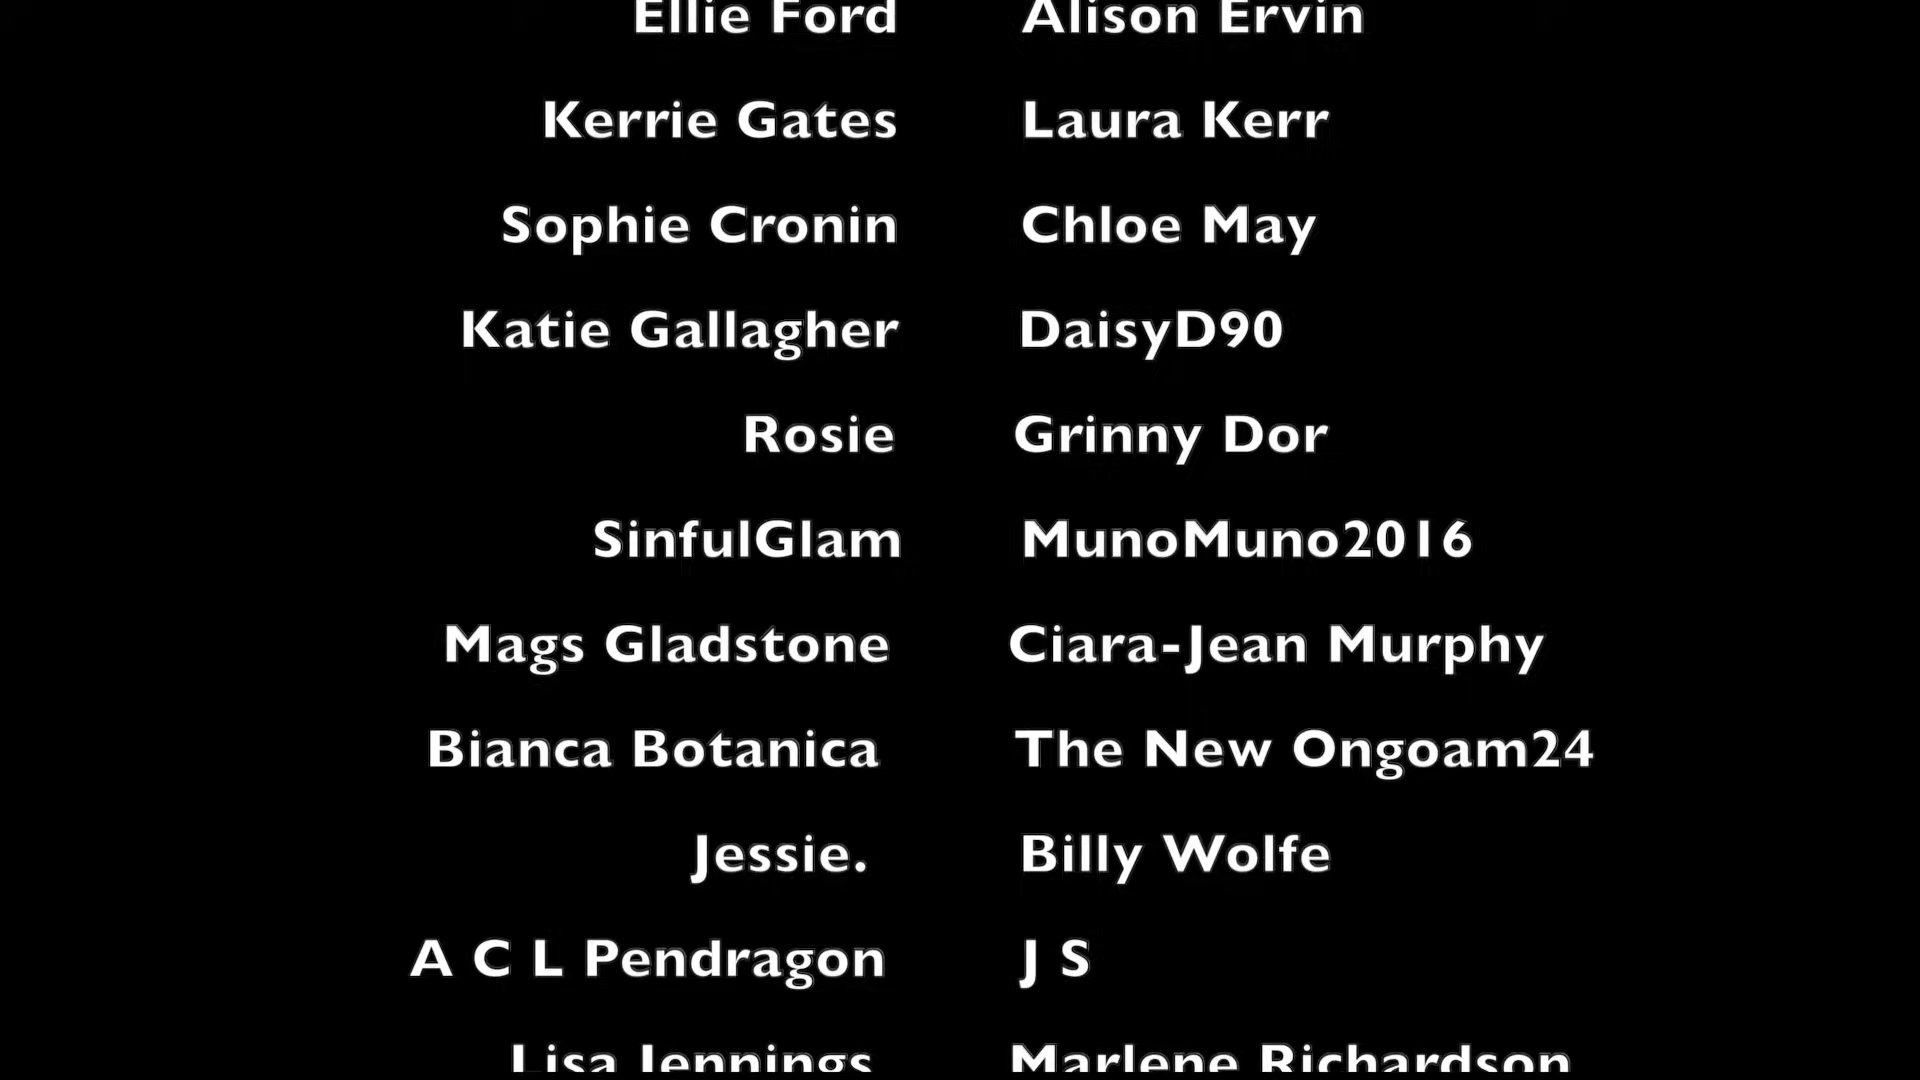 Ellie Ford Alison Ervin
Kerrie Gates Laura Kerr
Sophie Cronin Chloe May
Katie Gallagher DaisyD90
Rosie Grinny Dor
SinfulGlam MunoMuno2016
Mags Gladstone Ciara-Jean Murphy
Bianca Botanica The New Ongoam24
Jessie. Billy Wolfe
A C L Pendragon J S
Lisa Jennings Marlene Richardson